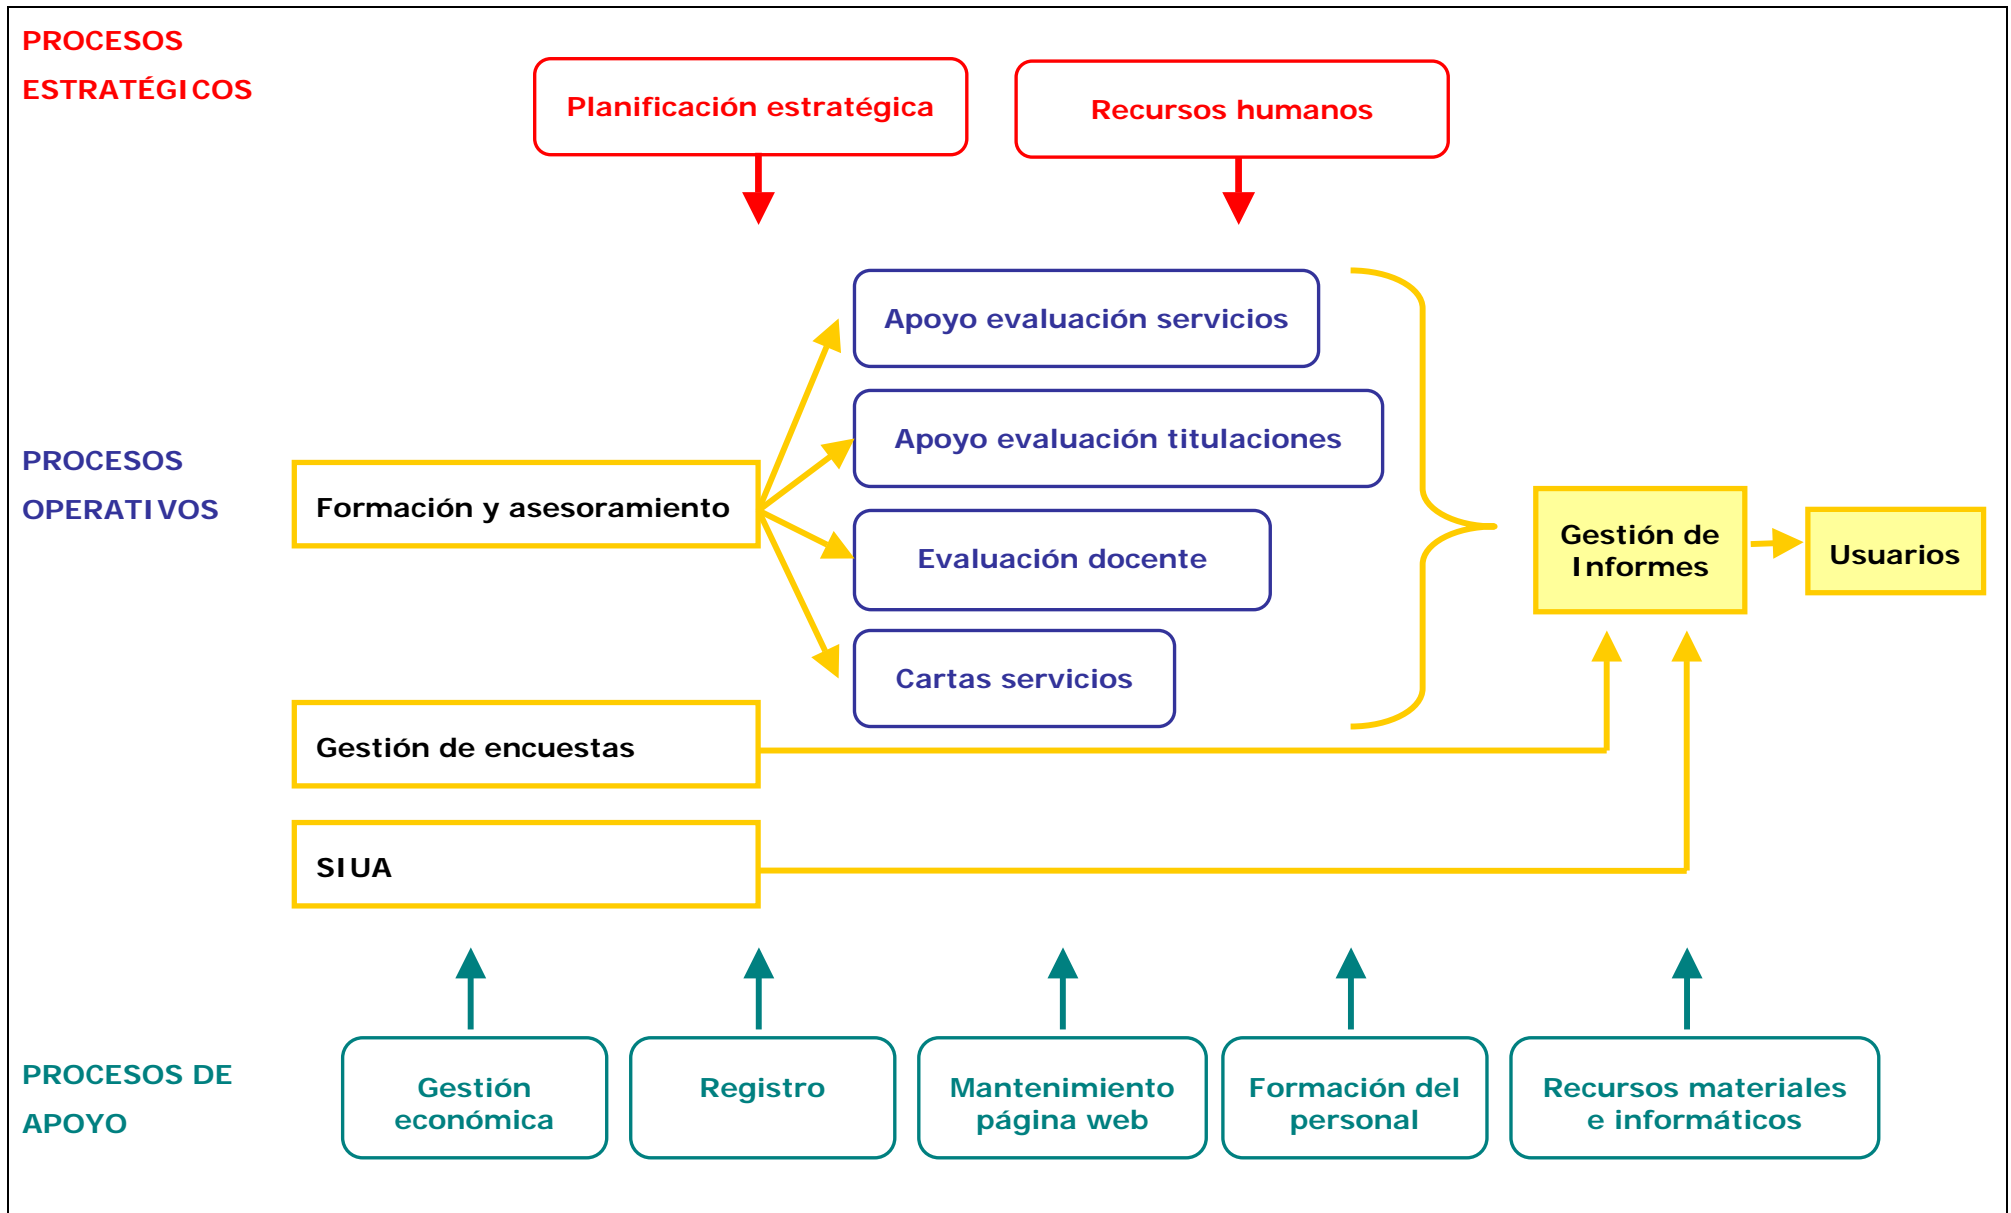 PROCESOS
ESTRATÉGICOS
Planificación estratégica
Recursos humanos
Apoyo evaluación servicios
Apoyo evaluación titulaciones
PROCESOS
OPERATIVOS
Formación y asesoramiento
Evaluación docente
Gestión de
Informes
Usuarios
Cartas servicios
Gestión de encuestas
SIUA
PROCESOS DE
APOYO
Gestión
económica
Registro
Mantenimiento
página web
Formación del
personal
Recursos materiales
e informáticos